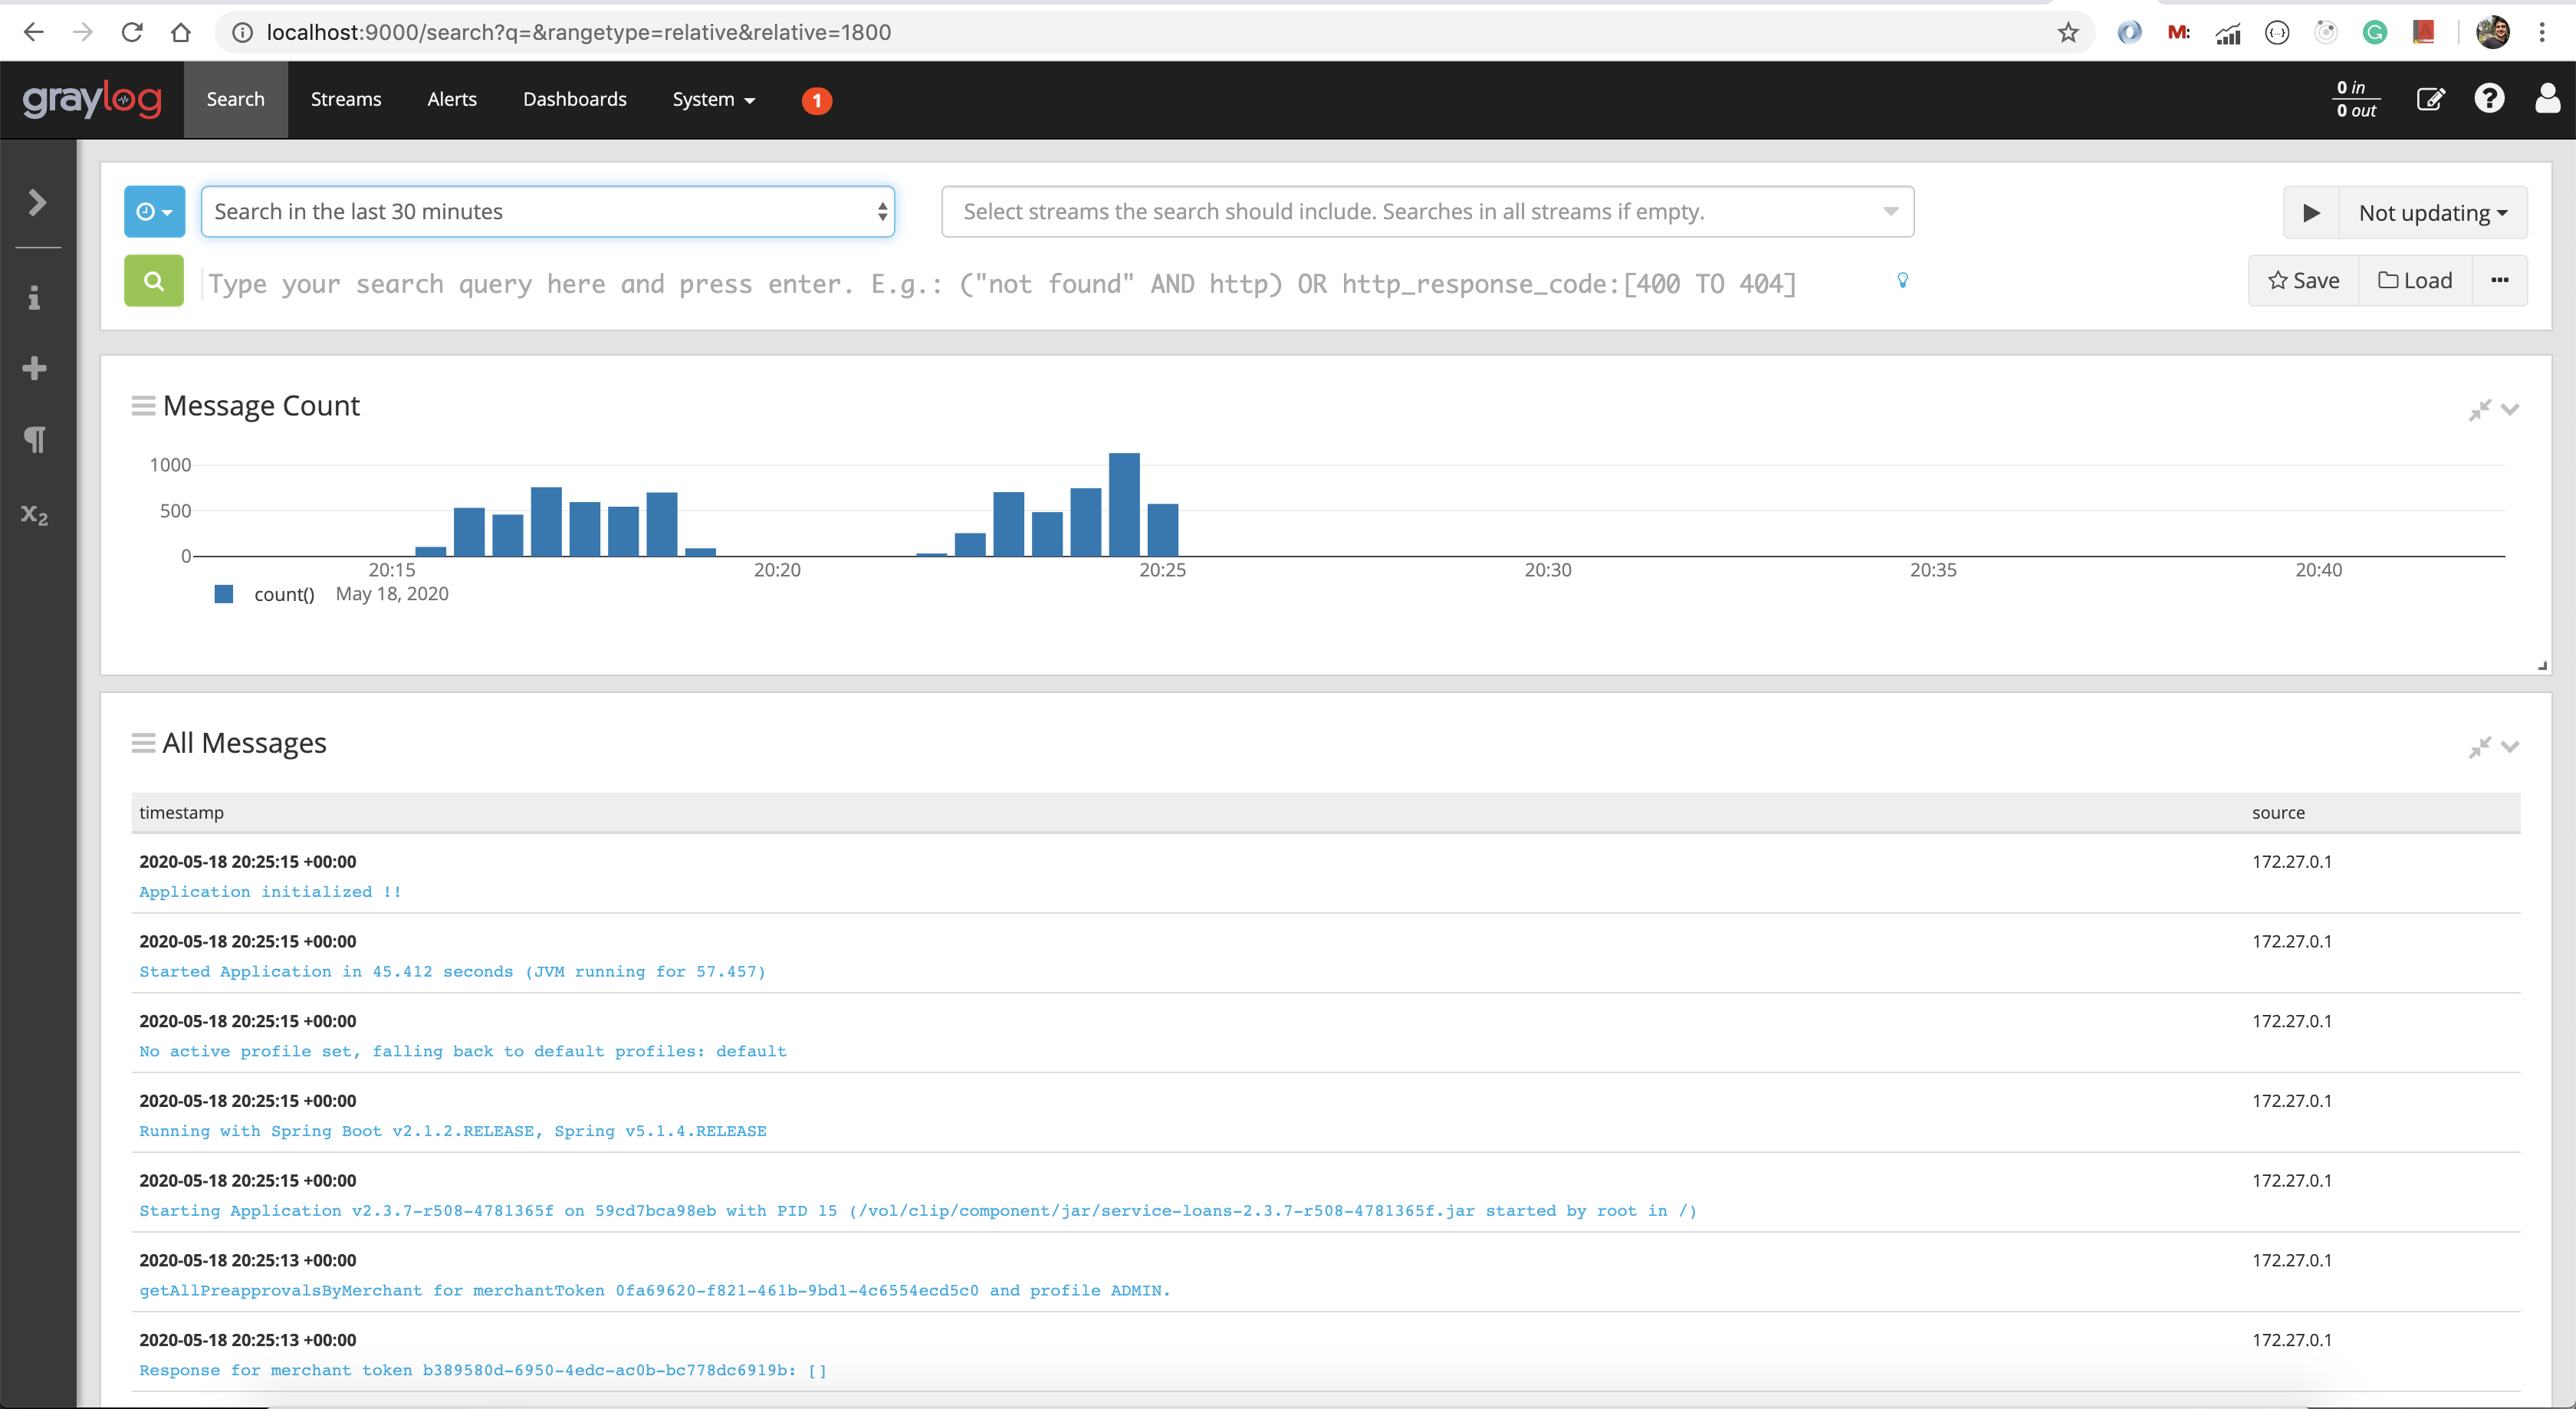 localhost:9000/search?q=&rangetype=relative&relative=1800
M:
graylog Search Streams Alerts Dashboards System 1
0 in
0 out
Search in the last 30 minutes
Select streams the search should include. Searches in all streams if empty.
Not updating
Type your search query here and press enter. E.g.: ("not found" AND http) OR http_response_code:[400 TO 404]
Save Load
x2
Message Count
1000
500
0
20:15 20:20 20:25 20:30 20:35 20:40
count() May 18, 2020
All Messages
timestamp source
2020-05-18 20:25:15 +00:00 172.27.0.1
Application initialized !!
2020-05-18 20:25:15 +00:00 172.27.0.1
Started Application in 45.412 seconds (JVM running for 57.457)
2020-05-18 20:25:15 +00:00 172.27.0.1
No active profile set, falling back to default profiles: default
2020-05-18 20:25:15 +00:00 172.27.0.1
Running with Spring Boot v2.1.2.RELEASE, Spring v5.1.4.RELEASE
2020-05-18 20:25:15 +00:00 172.27.0.1
Starting Application v2.3.7-r508-4781365f on 59cd7bca98eb with PID 15 (/vol/clip/component/jar/service-loans-2.3.7-r508-4781365f.jar started by root in /)
2020-05-18 20:25:13 +00:00 172.27.0.1
getAllPreapprovalsByMerchant for merchantToken 0fa69620-f821-461b-9bd1-4c6554ecd5c0 and profile ADMIN.
2020-05-18 20:25:13 +00:00 172.27.0.1
Response for merchant token b389580d-6950-4edc-ac0b-bc778dc6919b: []